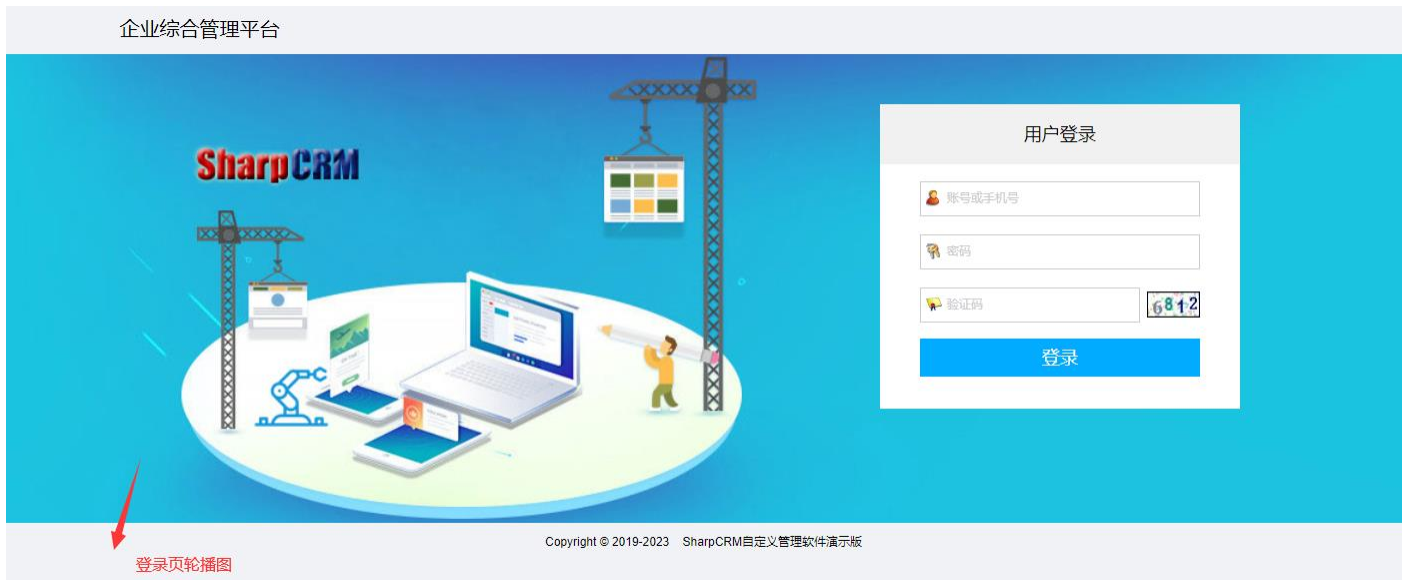 企业综合管理平台
SharpCRM
用户登录
账号或手机号
密码
验证码
6812
登录
Copyright © 2019-2023 SharpCRM自定义管理软件演示版
登录页轮播图